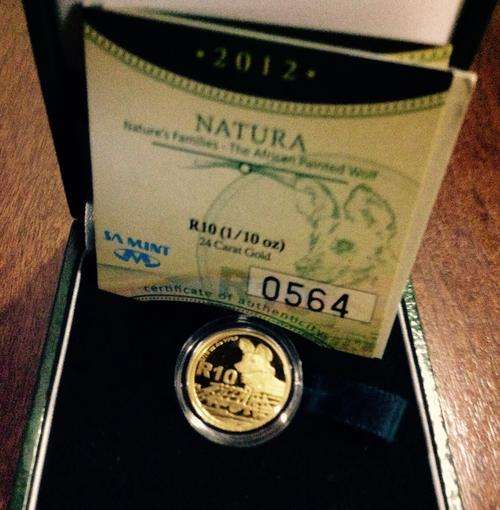 • 2012 •
NATURA
Nature's Families - The African Painted Wolf
R10 (1/10 oz)
24 Carat Gold
SA MINT
0564
certificate of authenticity
R10